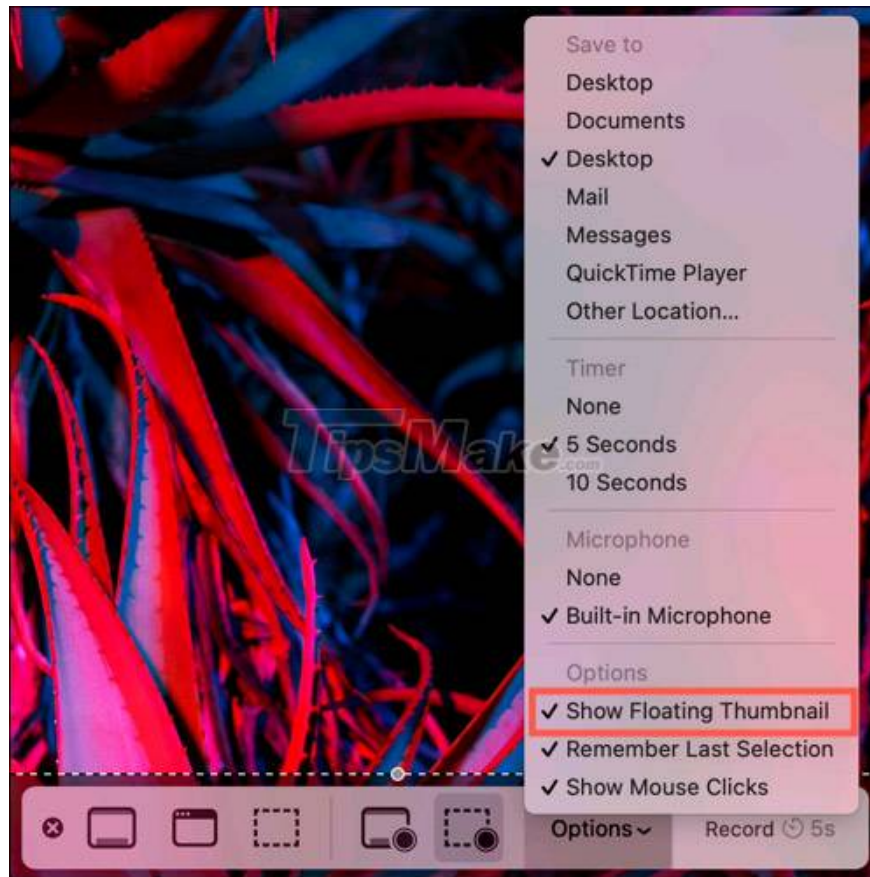 Save to
Desktop
Documents
✓ Desktop
Mail
Messages
QuickTime Player
Other Location...
Timer
None
✓ 5 Seconds
10 Seconds
Microphone
None
✓ Built-in Microphone
Options
✓ Show Floating Thumbnail
✓ Remember Last Selection
✓ Show Mouse Clicks
Options
Record 5s
TipsMake.com